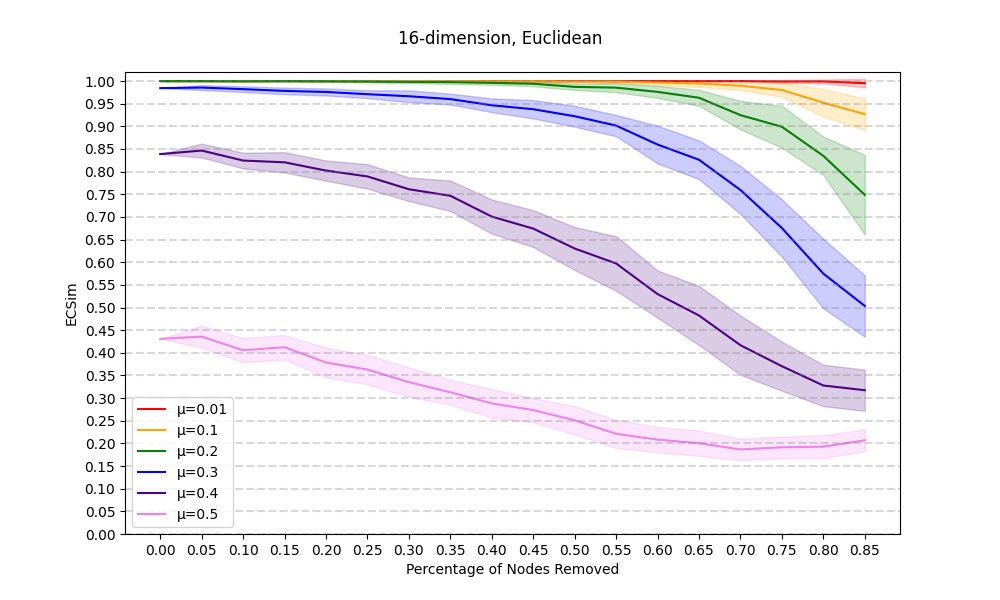 16-dimension, Euclidean
ECSim
1.00
0.95
0.90
0.85
0.80
0.75
0.70
0.65
0.60
0.55
0.50
0.45
0.40
0.35
0.30
0.25
0.20
0.15
0.10
0.05
0.00
μ=0.01
μ=0.1
μ=0.2
μ=0.3
μ=0.4
μ=0.5
0.00 0.05 0.10 0.15 0.20 0.25 0.30 0.35 0.40 0.45 0.50 0.55 0.60 0.65 0.70 0.75 0.80 0.85
Percentage of Nodes Removed